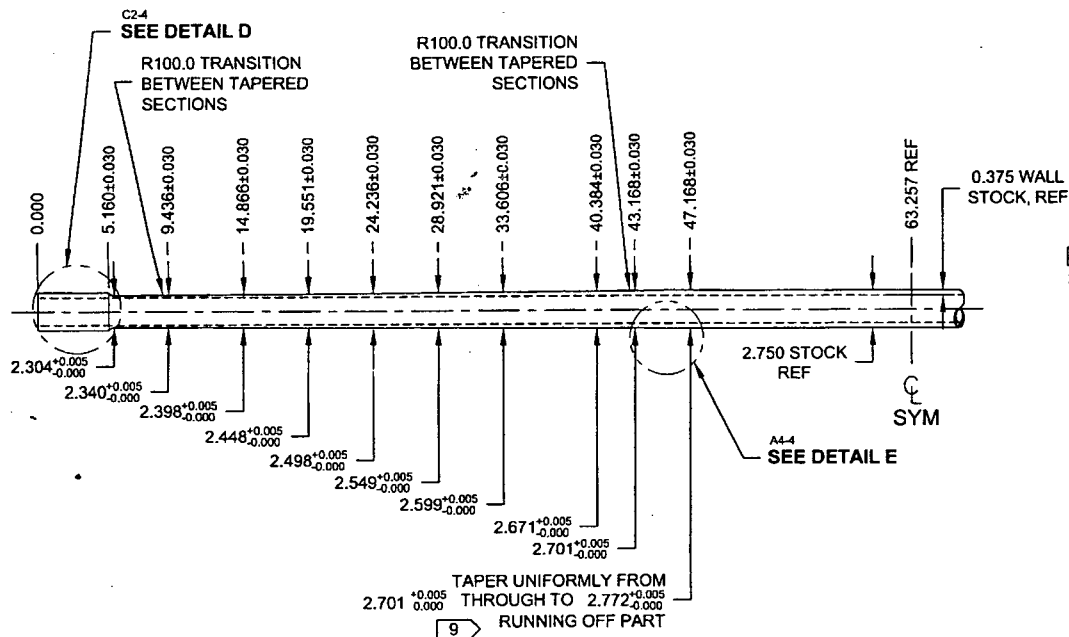 C2-4
SEE DETAIL D
R100.0 TRANSITION
BETWEEN TAPERED
SECTIONS
R100.0 TRANSITION
BETWEEN TAPERED
SECTIONS
0.000
5.160±0.030
9.436±0.030
14.866±0.030
19.551±0.030
24.236±0.030
28.921±0.030
33.606±0.030
40.384±0.030
43.168±0.030
47.168±0.030
63.257 REF
0.375 WALL
STOCK, REF
2.304 +0.005 -0.000
2.340 +0.005 -0.000
2.398 +0.005 -0.000
2.448 +0.005 -0.000
2.498 +0.005 -0.000
2.549 +0.005 -0.000
2.599 +0.005 -0.000
2.671 +0.005 -0.000
2.701 +0.005 -0.000
2.750 STOCK
REF
SYM
A4-4
SEE DETAIL E
TAPER UNIFORMLY FROM
2.701 +0.005 0.000 THROUGH TO 2.772 +0.005 -0.000
9 RUNNING OFF PART